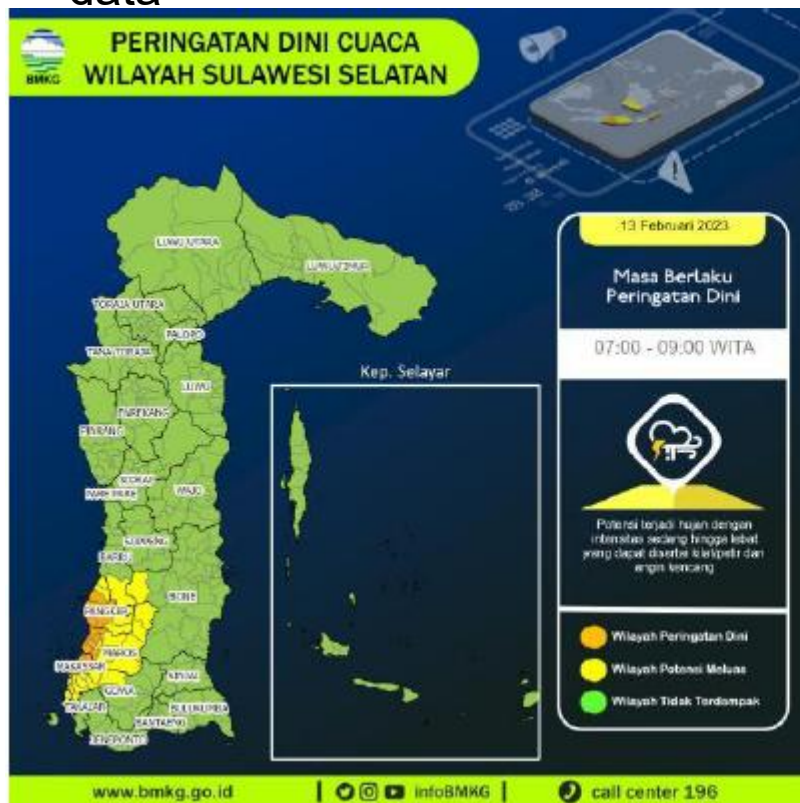 data
PERINGATAN DINI CUACA
WILAYAH SULAWESI SELATAN
BMKG
13 Februari 2023
Masa Berlaku
Peringatan Dini
07:00 - 09:00 WITA
Potensi terjadi hujan dengan
intensitas sedang hingga lebat
yang dapat disertai kilat/petir dan
angin kencang
Wilayah Peringatan Dini
Wilayah Potensi Meluas
Wilayah Tidak Terdampak
LUWU UTARA
LUWU TIMUR
TORAJA UTARA
PALOPO
TANA TORAJA
Kep. Selayar
LUWU
ENREKANG
PINRANG
SIDRAP
PARE PARE
WAJO
SOPPENG
BARRU
BONE
PANGKEP
MAROS
MAKASSAR
SINJAI
GOWA
TAKALAR
BULUKUMBA
BANTAENG
JENEPONTO
www.bmkg.go.id
infoBMKG
call center 196